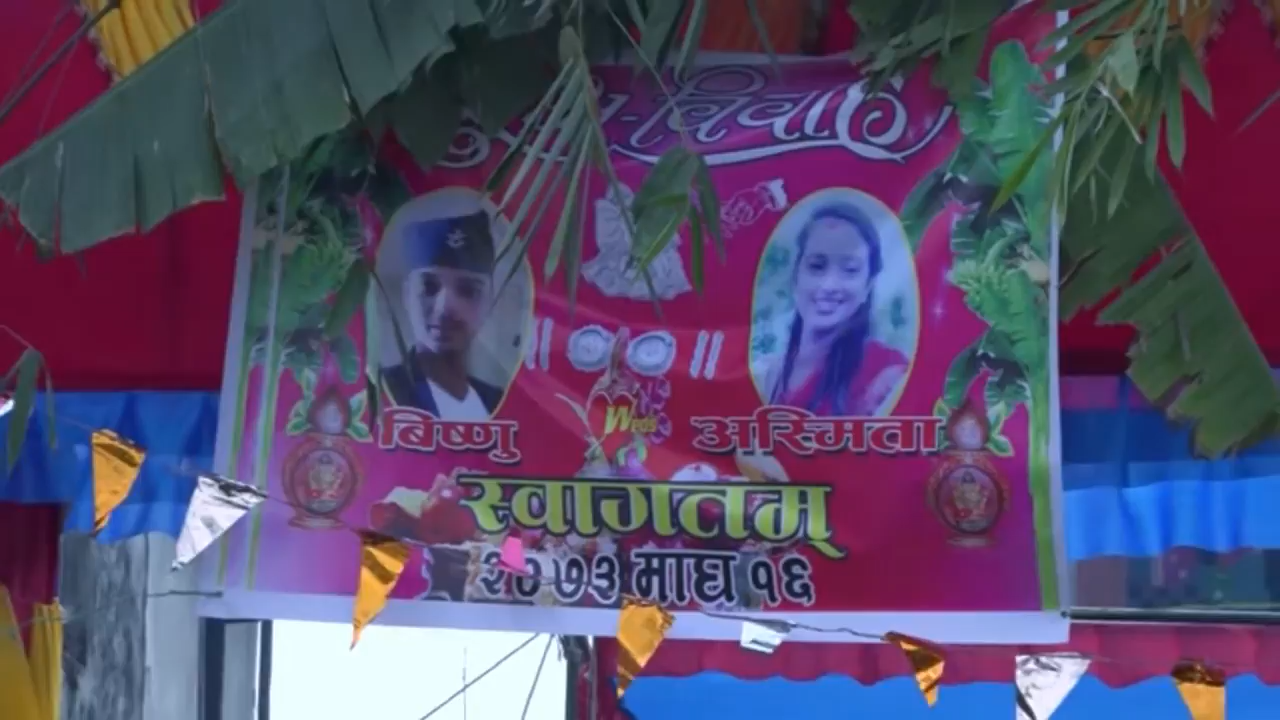 विवाह
॥ ॥
बिष्णु Weds अस्मिता
स्वागतम्
२०७३ माघ १६